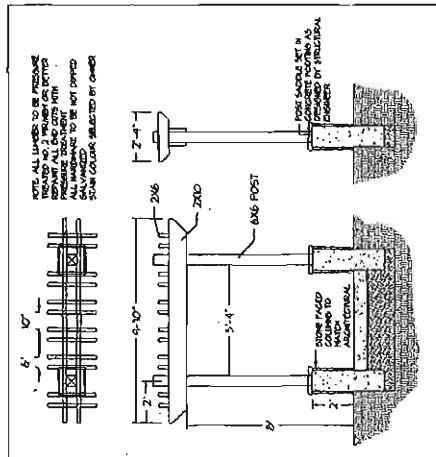 NOTE: ALL LUMBER TO BE PRESSURE
TREATED NO. 2 PREMIUM OR BETTER
REPAINT ALL END CUTS WITH
PRESSURE TREATMENT
ALL HARDWARE TO BE HOT DIPPED
GALVANIZED
STAIN COLOUR SELECTED BY OWNER
6"
10"
9'-10"
2'
2X6
2X10
5'-4"
6X6 POST
8'
STONE FACED
COLUMN TO
MATCH
ARCHITECTURAL
2'
2'-4"
POST SADDLE SET IN
CONCRETE FOOTING AS
DESIGNED BY STRUCTURAL
ENGINEER